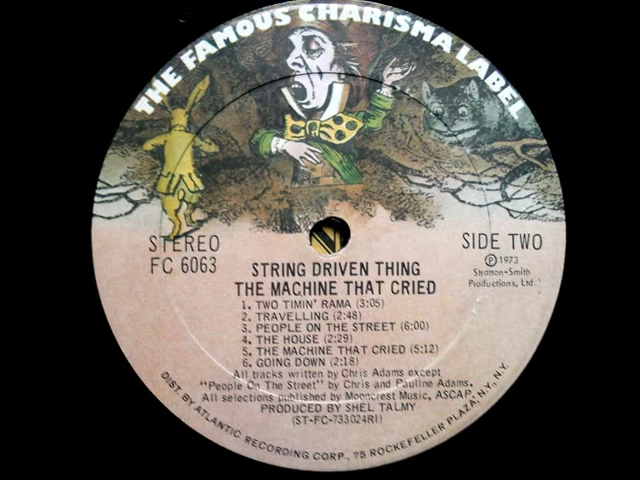 THE FAMOUS CHARISMA LABEL
STEREO
FC 6063
SIDE TWO
Ⓟ 1973
Stratton-Smith
Productions, Ltd.
STRING DRIVEN THING
THE MACHINE THAT CRIED
1. TWO TIMIN' RAMA (3:05)
2. TRAVELLING (2:48)
3. PEOPLE ON THE STREET (6:00)
4. THE HOUSE (2:29)
5. THE MACHINE THAT CRIED (5:12)
6. GOING DOWN (2:18)
All tracks written by Chris Adams except
"People On The Street" by Chris and Pauline Adams.
All selections published by Mooncrest Music, ASCAP.
PRODUCED BY SHEL TALMY
(ST-FC-733024RI)
DIST. BY ATLANTIC RECORDING CORP., 75 ROCKEFELLER PLAZA, N.Y., N.Y.